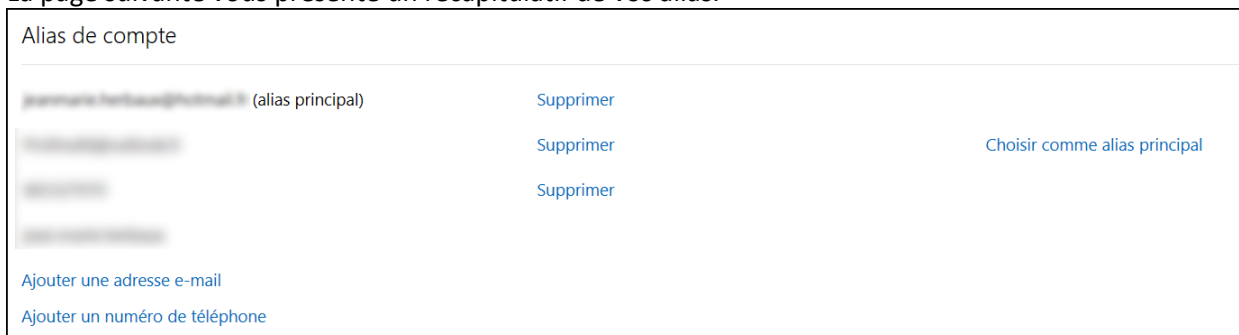 La page suivante vous présente un récapitulatif de vos alias.
Alias de compte
(alias principal) Supprimer
Supprimer Choisir comme alias principal
Supprimer
Ajouter une adresse e-mail
Ajouter un numéro de téléphone